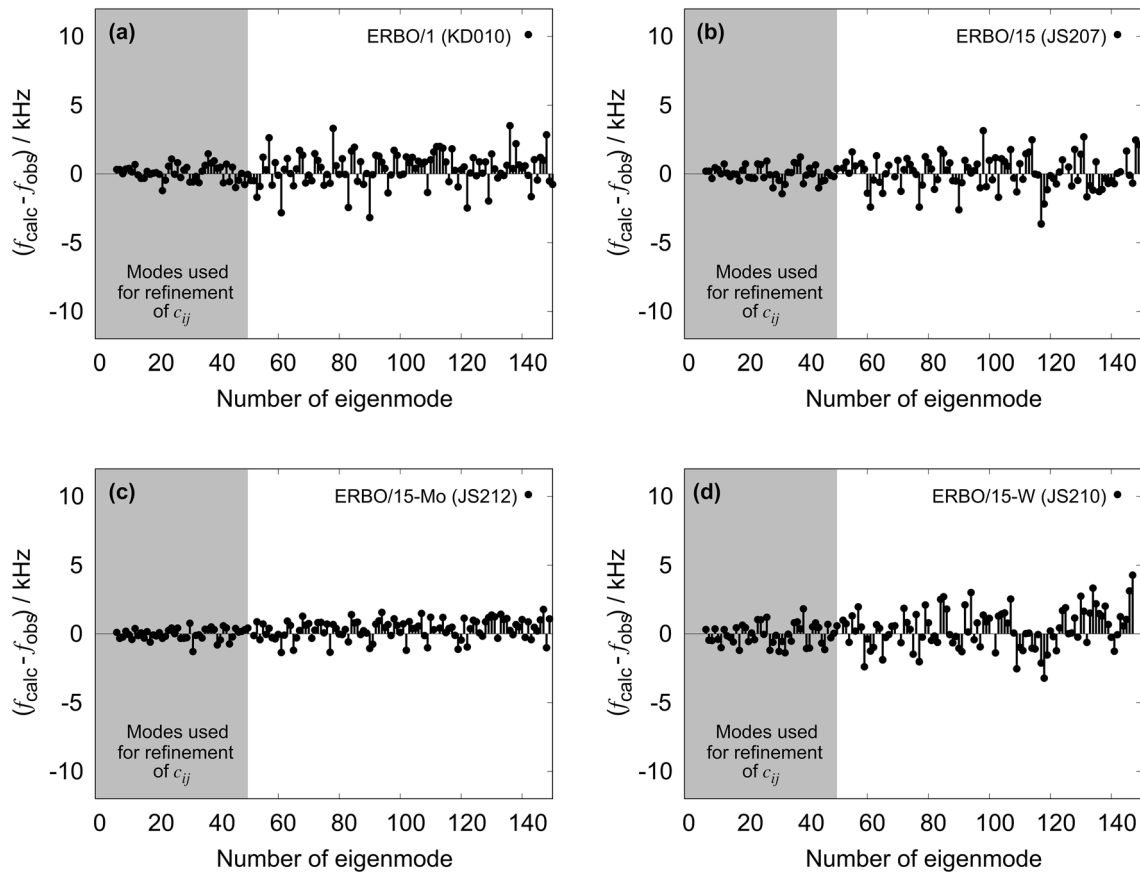 (a)
ERBO/1 (KD010)
10
5
0
-5
-10
(fcalc - fobs) / kHz
Modes used
for refinement
of cij
0 20 40 60 80 100 120 140
Number of eigenmode
(b)
ERBO/15 (JS207)
10
5
0
-5
-10
(fcalc - fobs) / kHz
Modes used
for refinement
of cij
0 20 40 60 80 100 120 140
Number of eigenmode
(c)
ERBO/15-Mo (JS212)
10
5
0
-5
-10
(fcalc - fobs) / kHz
Modes used
for refinement
of cij
0 20 40 60 80 100 120 140
Number of eigenmode
(d)
ERBO/15-W (JS210)
10
5
0
-5
-10
(fcalc - fobs) / kHz
Modes used
for refinement
of cij
0 20 40 60 80 100 120 140
Number of eigenmode